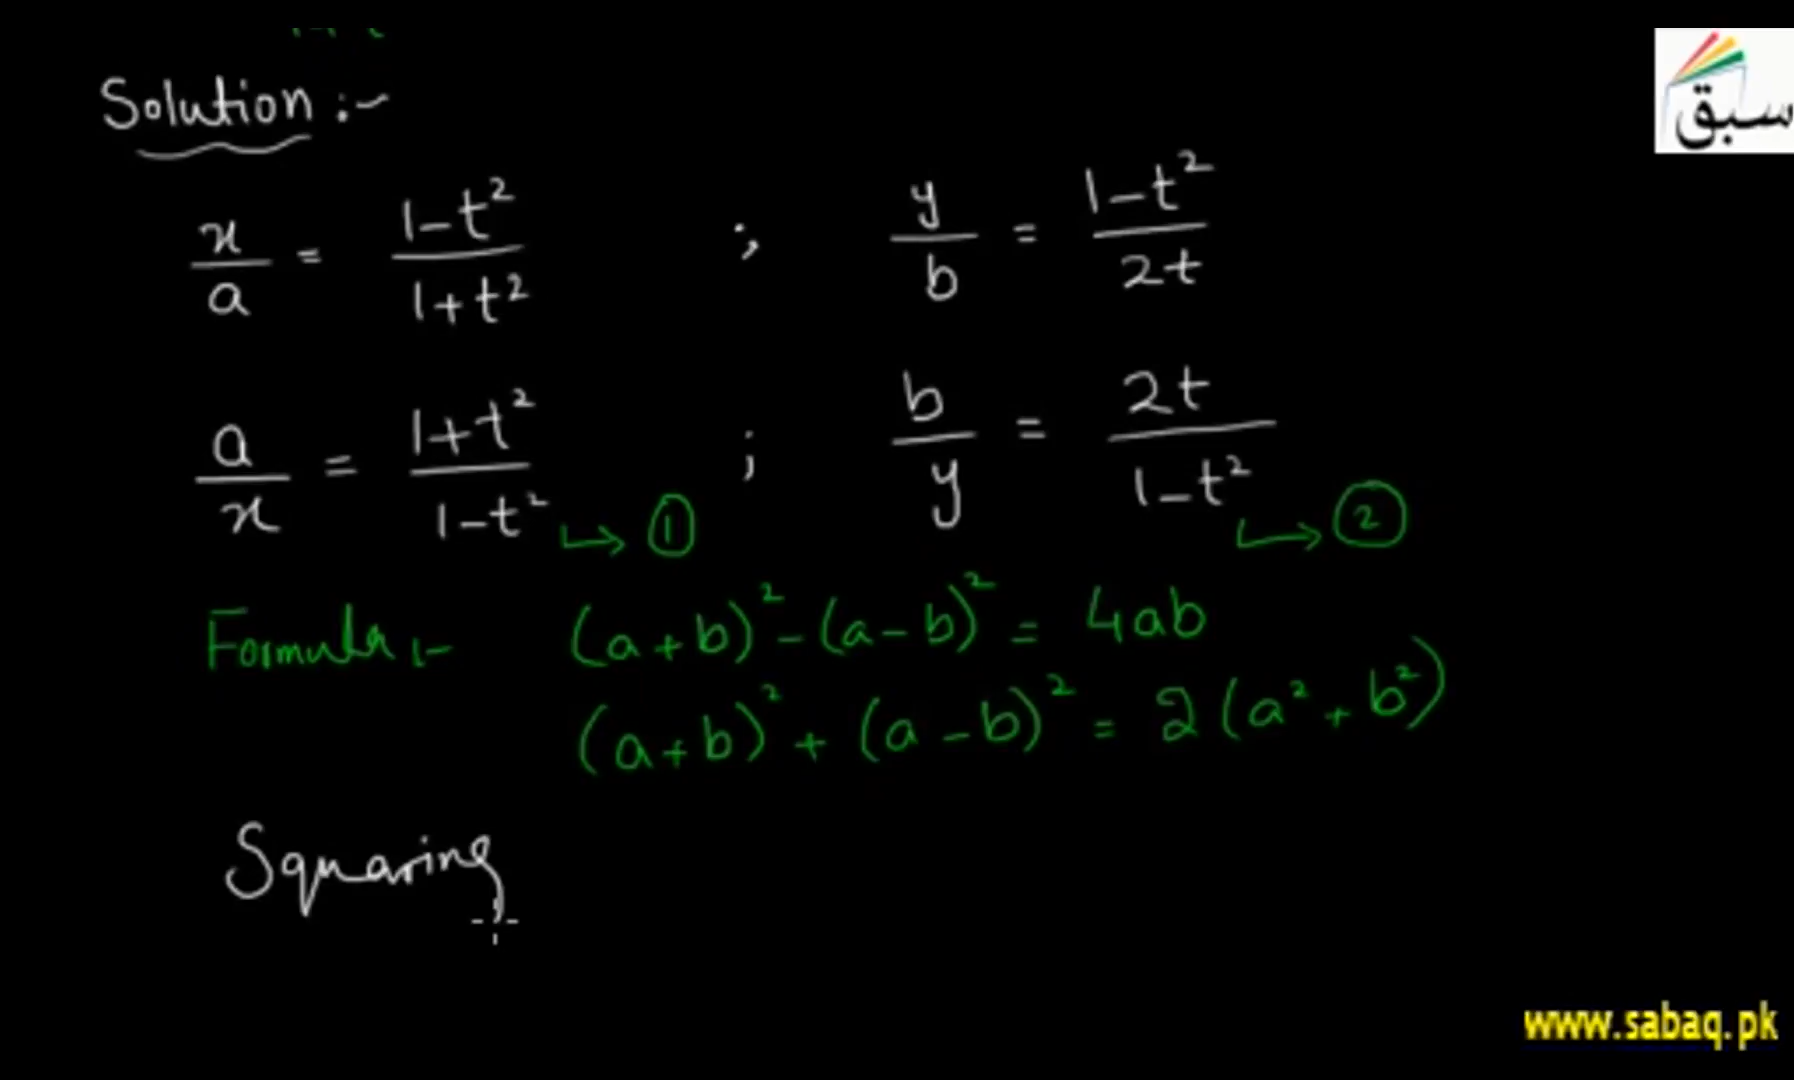 Solution :-
سبق
x/a = 1-t²/1+t² ; y/b = 1-t²/2t
a/x = 1+t²/1-t² ↳ ① ; b/y = 2t/1-t² ↳ ②
Formula :- (a+b)² - (a-b)² = 4ab
(a+b)² + (a-b)² = 2(a² + b²)
Squaring
www.sabaq.pk